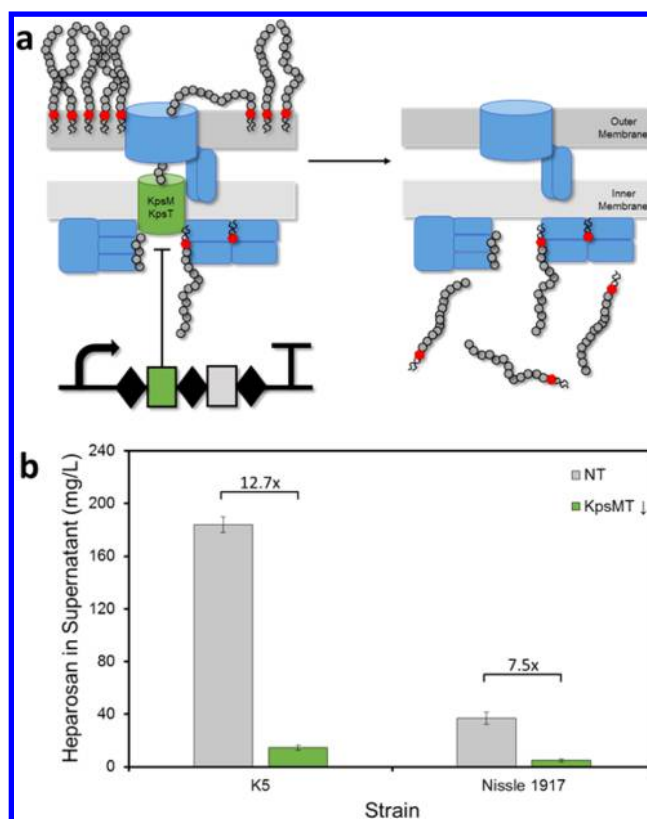 a
KpsM
KpsT
Outer
Membrane
Inner
Membrane
b
Heparosan in Supernatant (mg/L)
240
200
160
120
80
40
0
12.7x
7.5x
NT
KpsMT ↓
K5
Nissle 1917
Strain